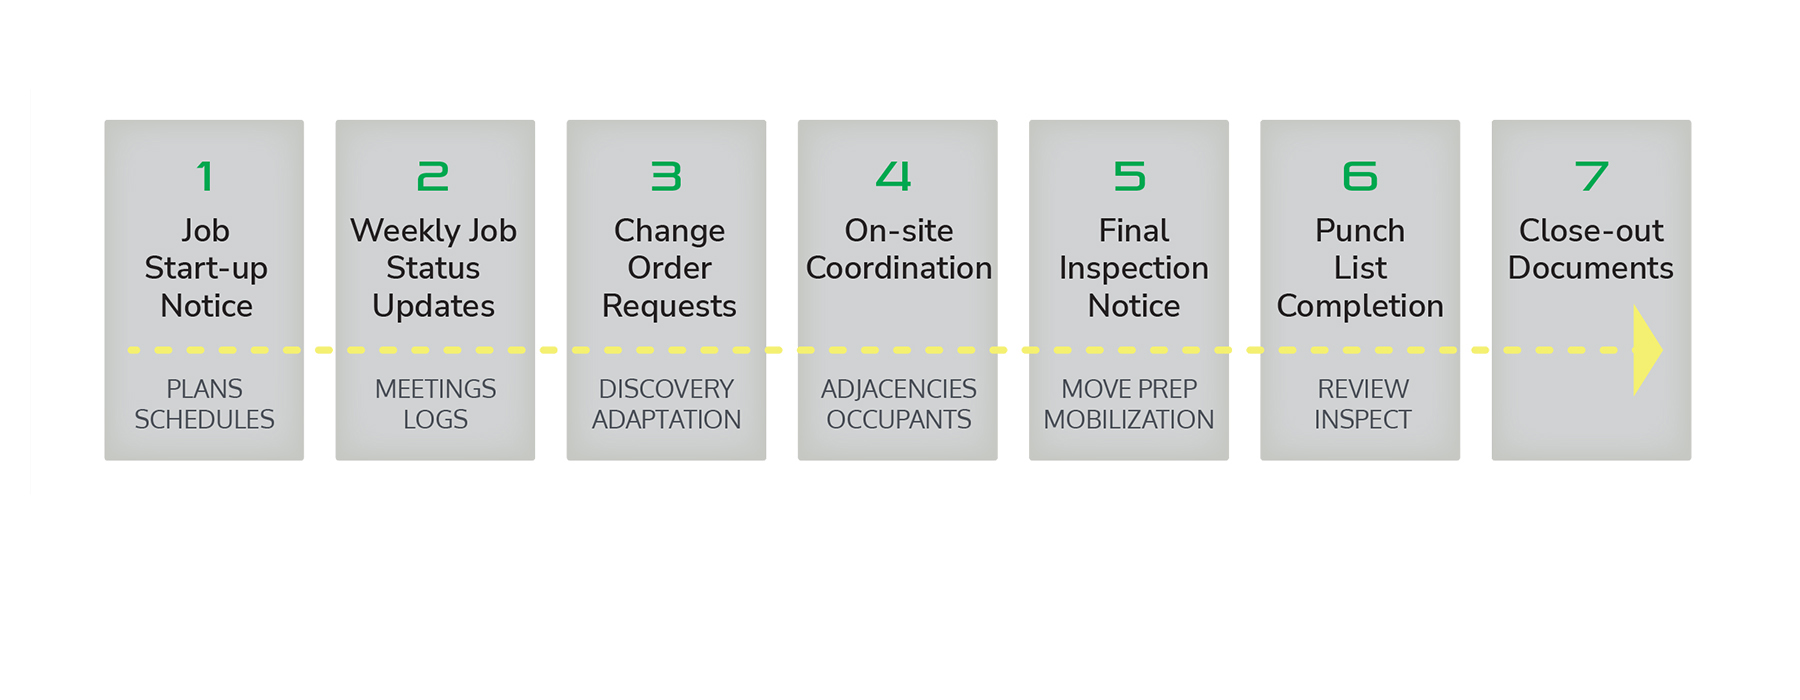 1
Job
Start-up
Notice
PLANS
SCHEDULES
2
Weekly Job
Status
Updates
MEETINGS
LOGS
3
Change
Order
Requests
DISCOVERY
ADAPTATION
4
On-site
Coordination
ADJACENCIES
OCCUPANTS
5
Final
Inspection
Notice
MOVE PREP
MOBILIZATION
6
Punch
List
Completion
REVIEW
INSPECT
7
Close-out
Documents